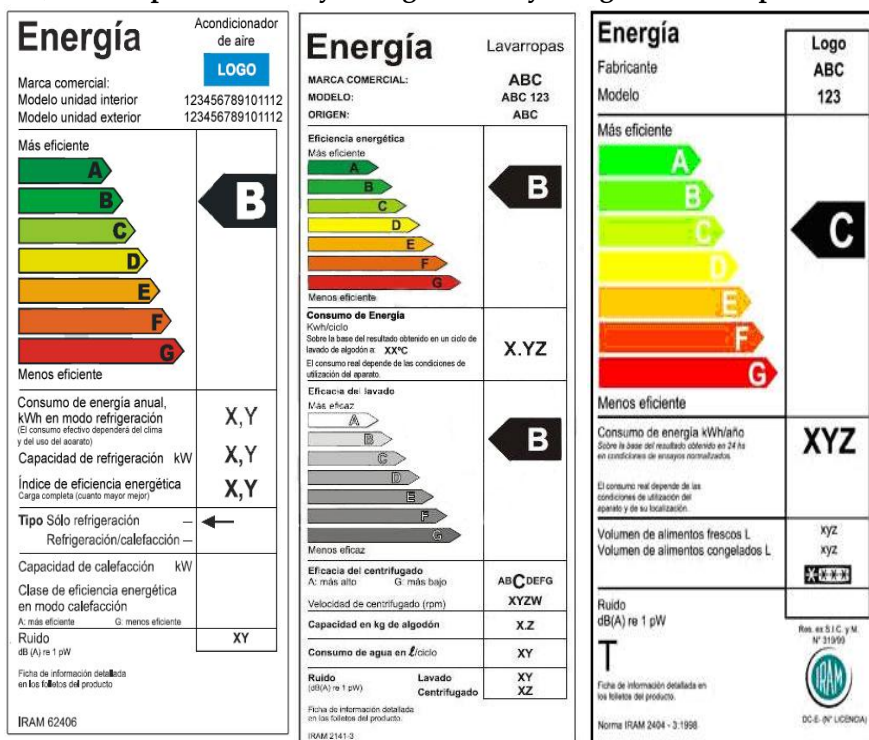 Energía
Acondicionador
de aire
LOGO
Marca comercial:
Modelo unidad interior 123456789101112
Modelo unidad exterior 123456789101112
Más eficiente
A
B
C
D
E
F
G
B
Menos eficiente
Consumo de energía anual,
kWh en modo refrigeración
(El consumo efectivo dependerá del clima
y del uso del aparato)
X,Y
Capacidad de refrigeración kW X,Y
Índice de eficiencia energética
Carga completa (cuanto mayor mejor)
X,Y
Tipo Sólo refrigeración —
Refrigeración/calefacción —
Capacidad de calefacción kW
Clase de eficiencia energética
en modo calefacción
A: más eficiente G: menos eficiente
Ruido
dB (A) re 1 pW
XY
Ficha de información detallada
en los folletos del producto
IRAM 62406
Energía Lavarropas
MARCA COMERCIAL: ABC
MODELO: ABC 123
ORIGEN: ABC
Eficiencia energética
Más eficiente
A
B
C
D
E
F
G
B
Menos eficiente
Consumo de Energía
Kwh/ciclo
Sobre la base del resultado obtenido en un ciclo de
lavado de algodón a: XXºC
El consumo real depende de las condiciones de
utilización del aparato.
X.YZ
Eficacia del lavado
Más eficaz
A
B
C
D
E
F
G
B
Menos eficaz
Eficacia del centrifugado
A: más alto G: más bajo
ABCDEFG
Velocidad de centrifugado (rpm) XYZW
Capacidad en kg de algodón X.Z
Consumo de agua en ℓ/ciclo XY
Ruido Lavado XY
(dB(A) re 1 pW) Centrifugado XZ
Ficha de información detallada
en los folletos del producto.
IRAM 2141-3
Energía
Logo
Fabricante ABC
Modelo 123
Más eficiente
A
B
C
D
E
F
G
C
Menos eficiente
Consumo de energía kWh/año
Sobre la base del resultado obtenido en 24 hs
en condiciones de ensayos normalizados.
XYZ
El consumo real depende de las
condiciones de utilización del
aparato y de su localización.
Volumen de alimentos frescos L xyz
Volumen de alimentos congelados L xyz
Ruido
dB(A) re 1 pW
T
Ficha de información detallada en
los folletos del producto.
Norma IRAM 2404 - 3:1998
Res. ex S.I.C. y M.
N° 319/99
IRAM
DC-E- (N° LICENCIA)